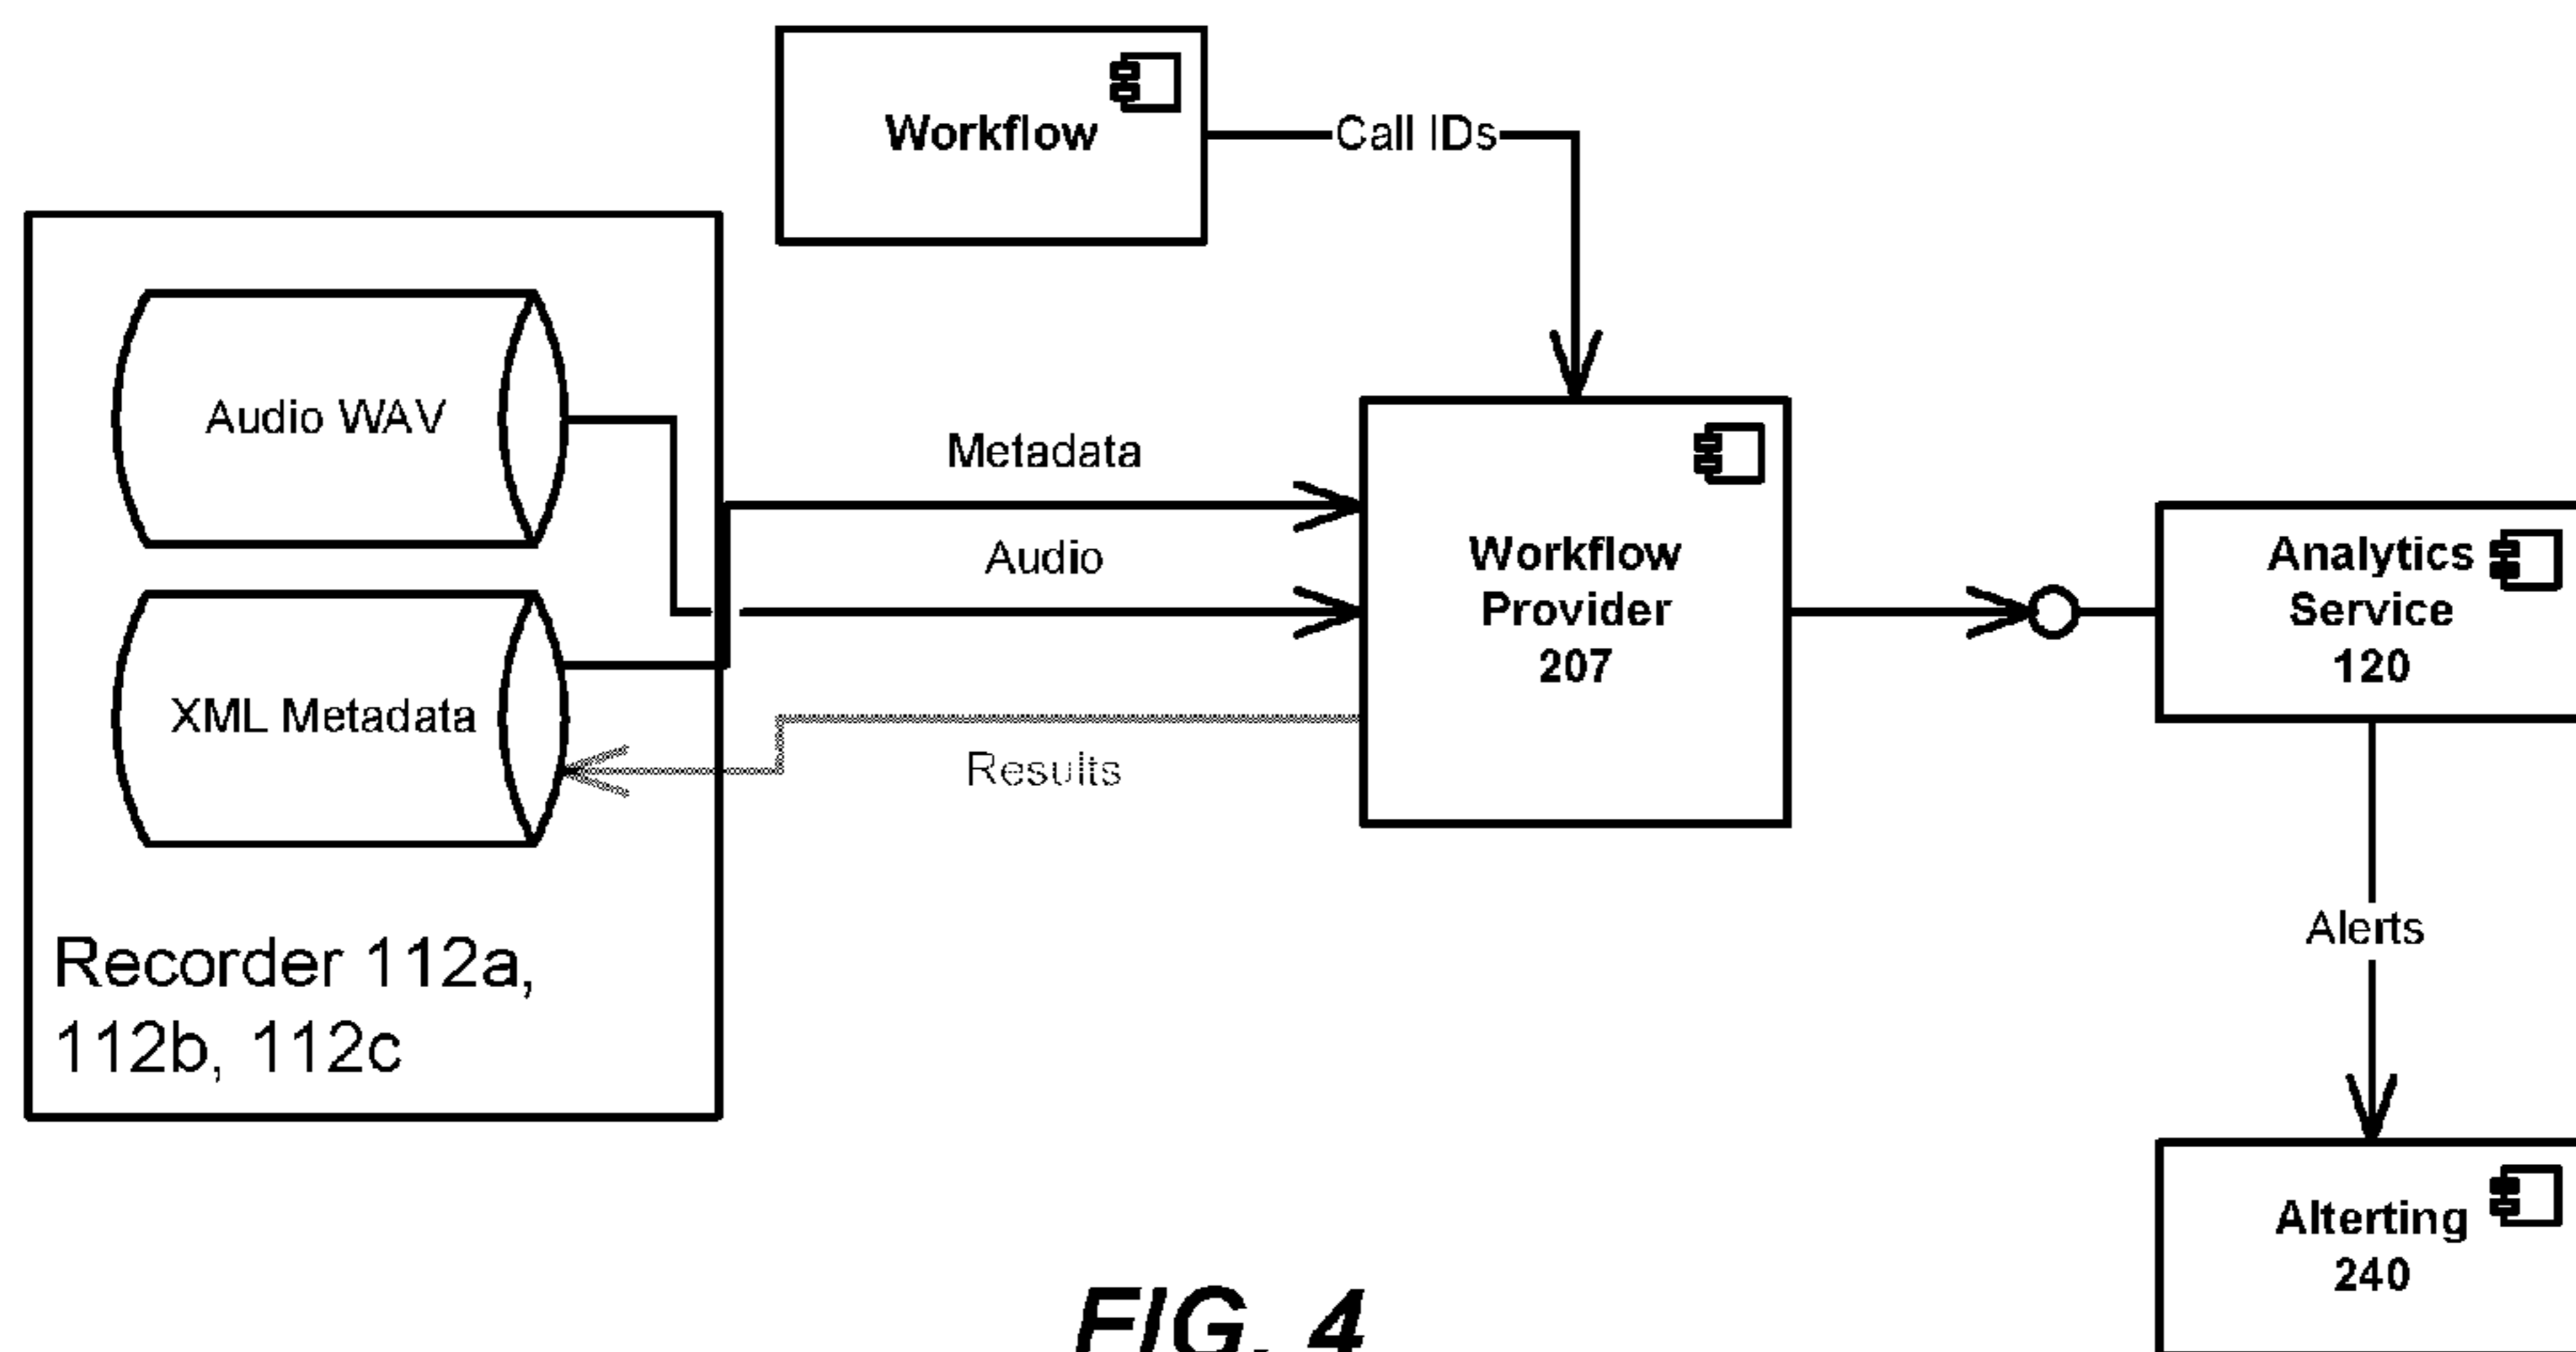 Workflow
Call IDs
Audio WAV
Metadata
Audio
XML Metadata
Results
Workflow
Provider
207
Analytics
Service
120
Alerts
Recorder 112a,
112b, 112c
Alterting
240
FIG. 4